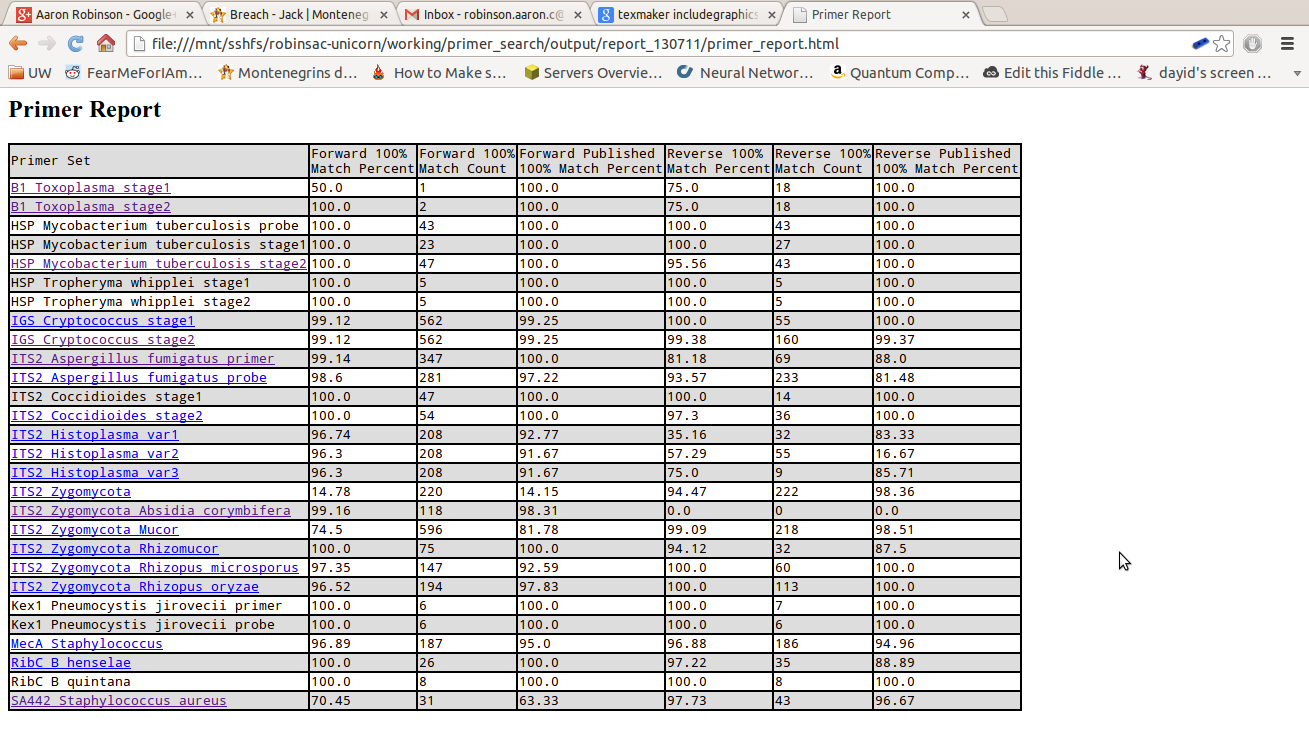 Aaron Robinson - Google+
Breach - Jack | Monteneg
Inbox - robinson.aaron.c@
texmaker includegraphics
Primer Report
file:///mnt/sshfs/robinsac-unicorn/working/primer_search/output/report_130711/primer_report.html
UW FearMeForIAm... Montenegrins d... How to Make s... Servers Overvie... Neural Networ... Quantum Comp... Edit this Fiddle ... dayid's screen ...
Primer Report
Primer Set Forward 100% Match Percent Forward 100% Match Count Forward Published 100% Match Percent Reverse 100% Match Percent Reverse 100% Match Count Reverse Published 100% Match Percent
B1 Toxoplasma stage1 50.0 1 100.0 75.0 18 100.0
B1 Toxoplasma stage2 100.0 2 100.0 75.0 18 100.0
HSP Mycobacterium tuberculosis probe 100.0 43 100.0 100.0 43 100.0
HSP Mycobacterium tuberculosis stage1 100.0 23 100.0 100.0 27 100.0
HSP Mycobacterium tuberculosis stage2 100.0 47 100.0 95.56 43 100.0
HSP Tropheryma whipplei stage1 100.0 5 100.0 100.0 5 100.0
HSP Tropheryma whipplei stage2 100.0 5 100.0 100.0 5 100.0
IGS Cryptococcus stage1 99.12 562 99.25 100.0 55 100.0
IGS Cryptococcus stage2 99.12 562 99.25 99.38 160 99.37
ITS2 Aspergillus fumigatus primer 99.14 347 100.0 81.18 69 88.0
ITS2 Aspergillus fumigatus probe 98.6 281 97.22 93.57 233 81.48
ITS2 Coccidioides stage1 100.0 47 100.0 100.0 14 100.0
ITS2 Coccidioides stage2 100.0 54 100.0 97.3 36 100.0
ITS2 Histoplasma var1 96.74 208 92.77 35.16 32 83.33
ITS2 Histoplasma var2 96.3 208 91.67 57.29 55 16.67
ITS2 Histoplasma var3 96.3 208 91.67 75.0 9 85.71
ITS2 Zygomycota 14.78 220 14.15 94.47 222 98.36
ITS2 Zygomycota Absidia corymbifera 99.16 118 98.31 0.0 0 0.0
ITS2 Zygomycota Mucor 74.5 596 81.78 99.09 218 98.51
ITS2 Zygomycota Rhizomucor 100.0 75 100.0 94.12 32 87.5
ITS2 Zygomycota Rhizopus microsporus 97.35 147 92.59 100.0 60 100.0
ITS2 Zygomycota Rhizopus oryzae 96.52 194 97.83 100.0 113 100.0
Kex1 Pneumocystis jirovecii primer 100.0 6 100.0 100.0 7 100.0
Kex1 Pneumocystis jirovecii probe 100.0 6 100.0 100.0 6 100.0
MecA Staphylococcus 96.89 187 95.0 96.88 186 94.96
RibC B henselae 100.0 26 100.0 97.22 35 88.89
RibC B quintana 100.0 8 100.0 100.0 8 100.0
SA442 Staphylococcus aureus 70.45 31 63.33 97.73 43 96.67